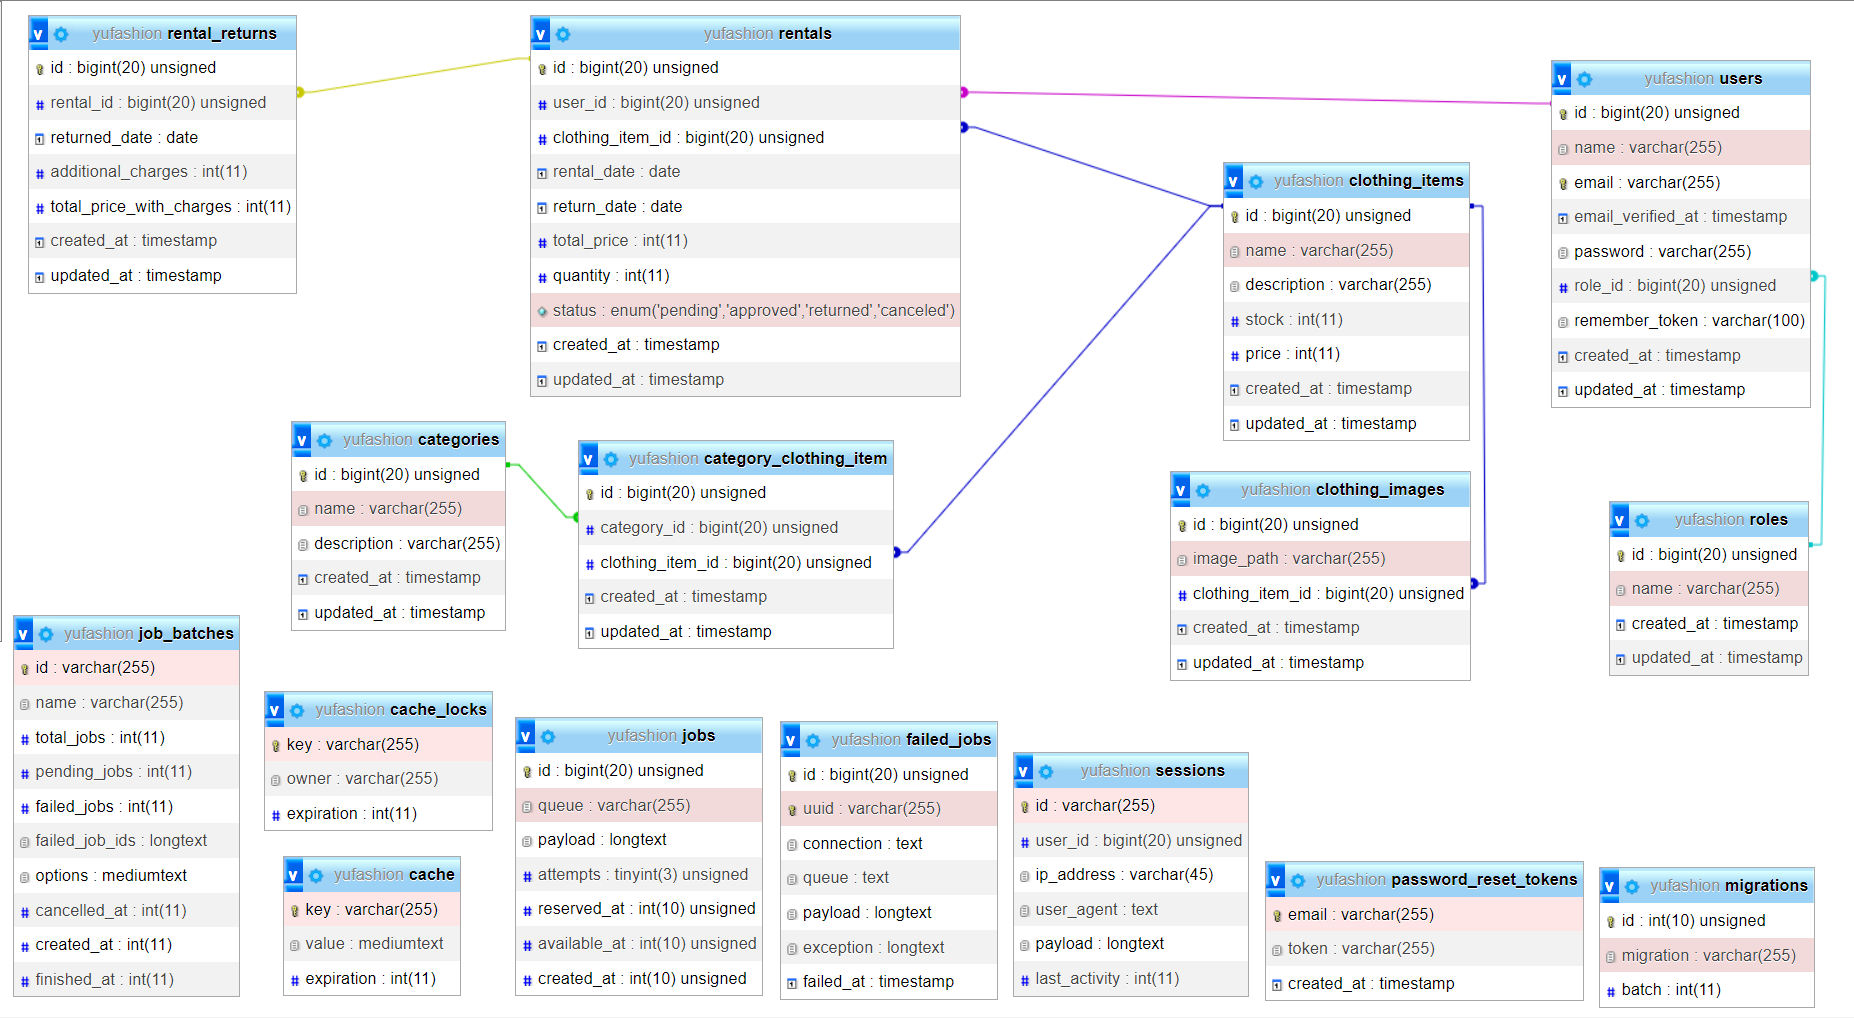 yufashion rental_returns
id : bigint(20) unsigned
rental_id : bigint(20) unsigned
returned_date : date
additional_charges : int(11)
total_price_with_charges : int(11)
created_at : timestamp
updated_at : timestamp
yufashion rentals
id : bigint(20) unsigned
user_id : bigint(20) unsigned
clothing_item_id : bigint(20) unsigned
rental_date : date
return_date : date
total_price : int(11)
quantity : int(11)
status : enum('pending','approved','returned','canceled')
created_at : timestamp
updated_at : timestamp
yufashion users
id : bigint(20) unsigned
name : varchar(255)
email : varchar(255)
email_verified_at : timestamp
password : varchar(255)
role_id : bigint(20) unsigned
remember_token : varchar(100)
created_at : timestamp
updated_at : timestamp
yufashion clothing_items
id : bigint(20) unsigned
name : varchar(255)
description : varchar(255)
stock : int(11)
price : int(11)
created_at : timestamp
updated_at : timestamp
yufashion categories
id : bigint(20) unsigned
name : varchar(255)
description : varchar(255)
created_at : timestamp
updated_at : timestamp
yufashion category_clothing_item
id : bigint(20) unsigned
category_id : bigint(20) unsigned
clothing_item_id : bigint(20) unsigned
created_at : timestamp
updated_at : timestamp
yufashion clothing_images
id : bigint(20) unsigned
image_path : varchar(255)
clothing_item_id : bigint(20) unsigned
created_at : timestamp
updated_at : timestamp
yufashion roles
id : bigint(20) unsigned
name : varchar(255)
created_at : timestamp
updated_at : timestamp
yufashion job_batches
id : varchar(255)
name : varchar(255)
total_jobs : int(11)
pending_jobs : int(11)
failed_jobs : int(11)
failed_job_ids : longtext
options : mediumtext
cancelled_at : int(11)
created_at : int(11)
finished_at : int(11)
yufashion cache_locks
key : varchar(255)
owner : varchar(255)
expiration : int(11)
yufashion cache
key : varchar(255)
value : mediumtext
expiration : int(11)
yufashion jobs
id : bigint(20) unsigned
queue : varchar(255)
payload : longtext
attempts : tinyint(3) unsigned
reserved_at : int(10) unsigned
available_at : int(10) unsigned
created_at : int(10) unsigned
yufashion failed_jobs
id : bigint(20) unsigned
uuid : varchar(255)
connection : text
queue : text
payload : longtext
exception : longtext
failed_at : timestamp
yufashion sessions
id : varchar(255)
user_id : bigint(20) unsigned
ip_address : varchar(45)
user_agent : text
payload : longtext
last_activity : int(11)
yufashion password_reset_tokens
email : varchar(255)
token : varchar(255)
created_at : timestamp
yufashion migrations
id : int(10) unsigned
migration : varchar(255)
batch : int(11)